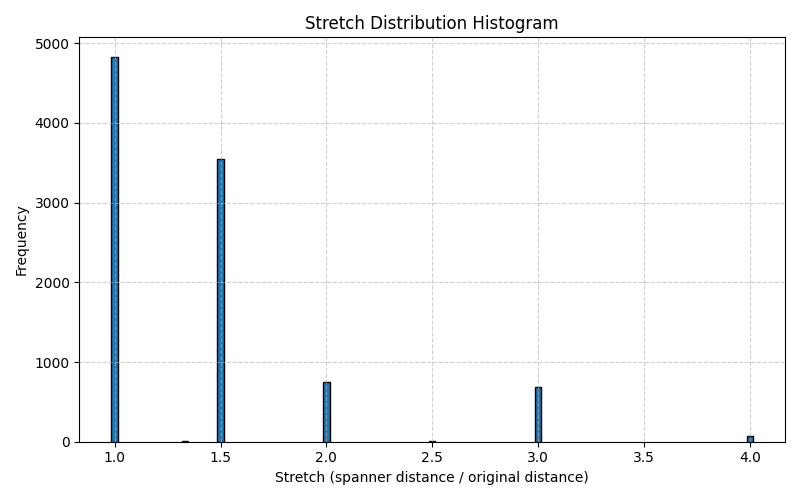 Stretch Distribution Histogram
5000
4000
3000
2000
1000
0
Frequency
1.0 1.5 2.0 2.5 3.0 3.5 4.0
Stretch (spanner distance / original distance)